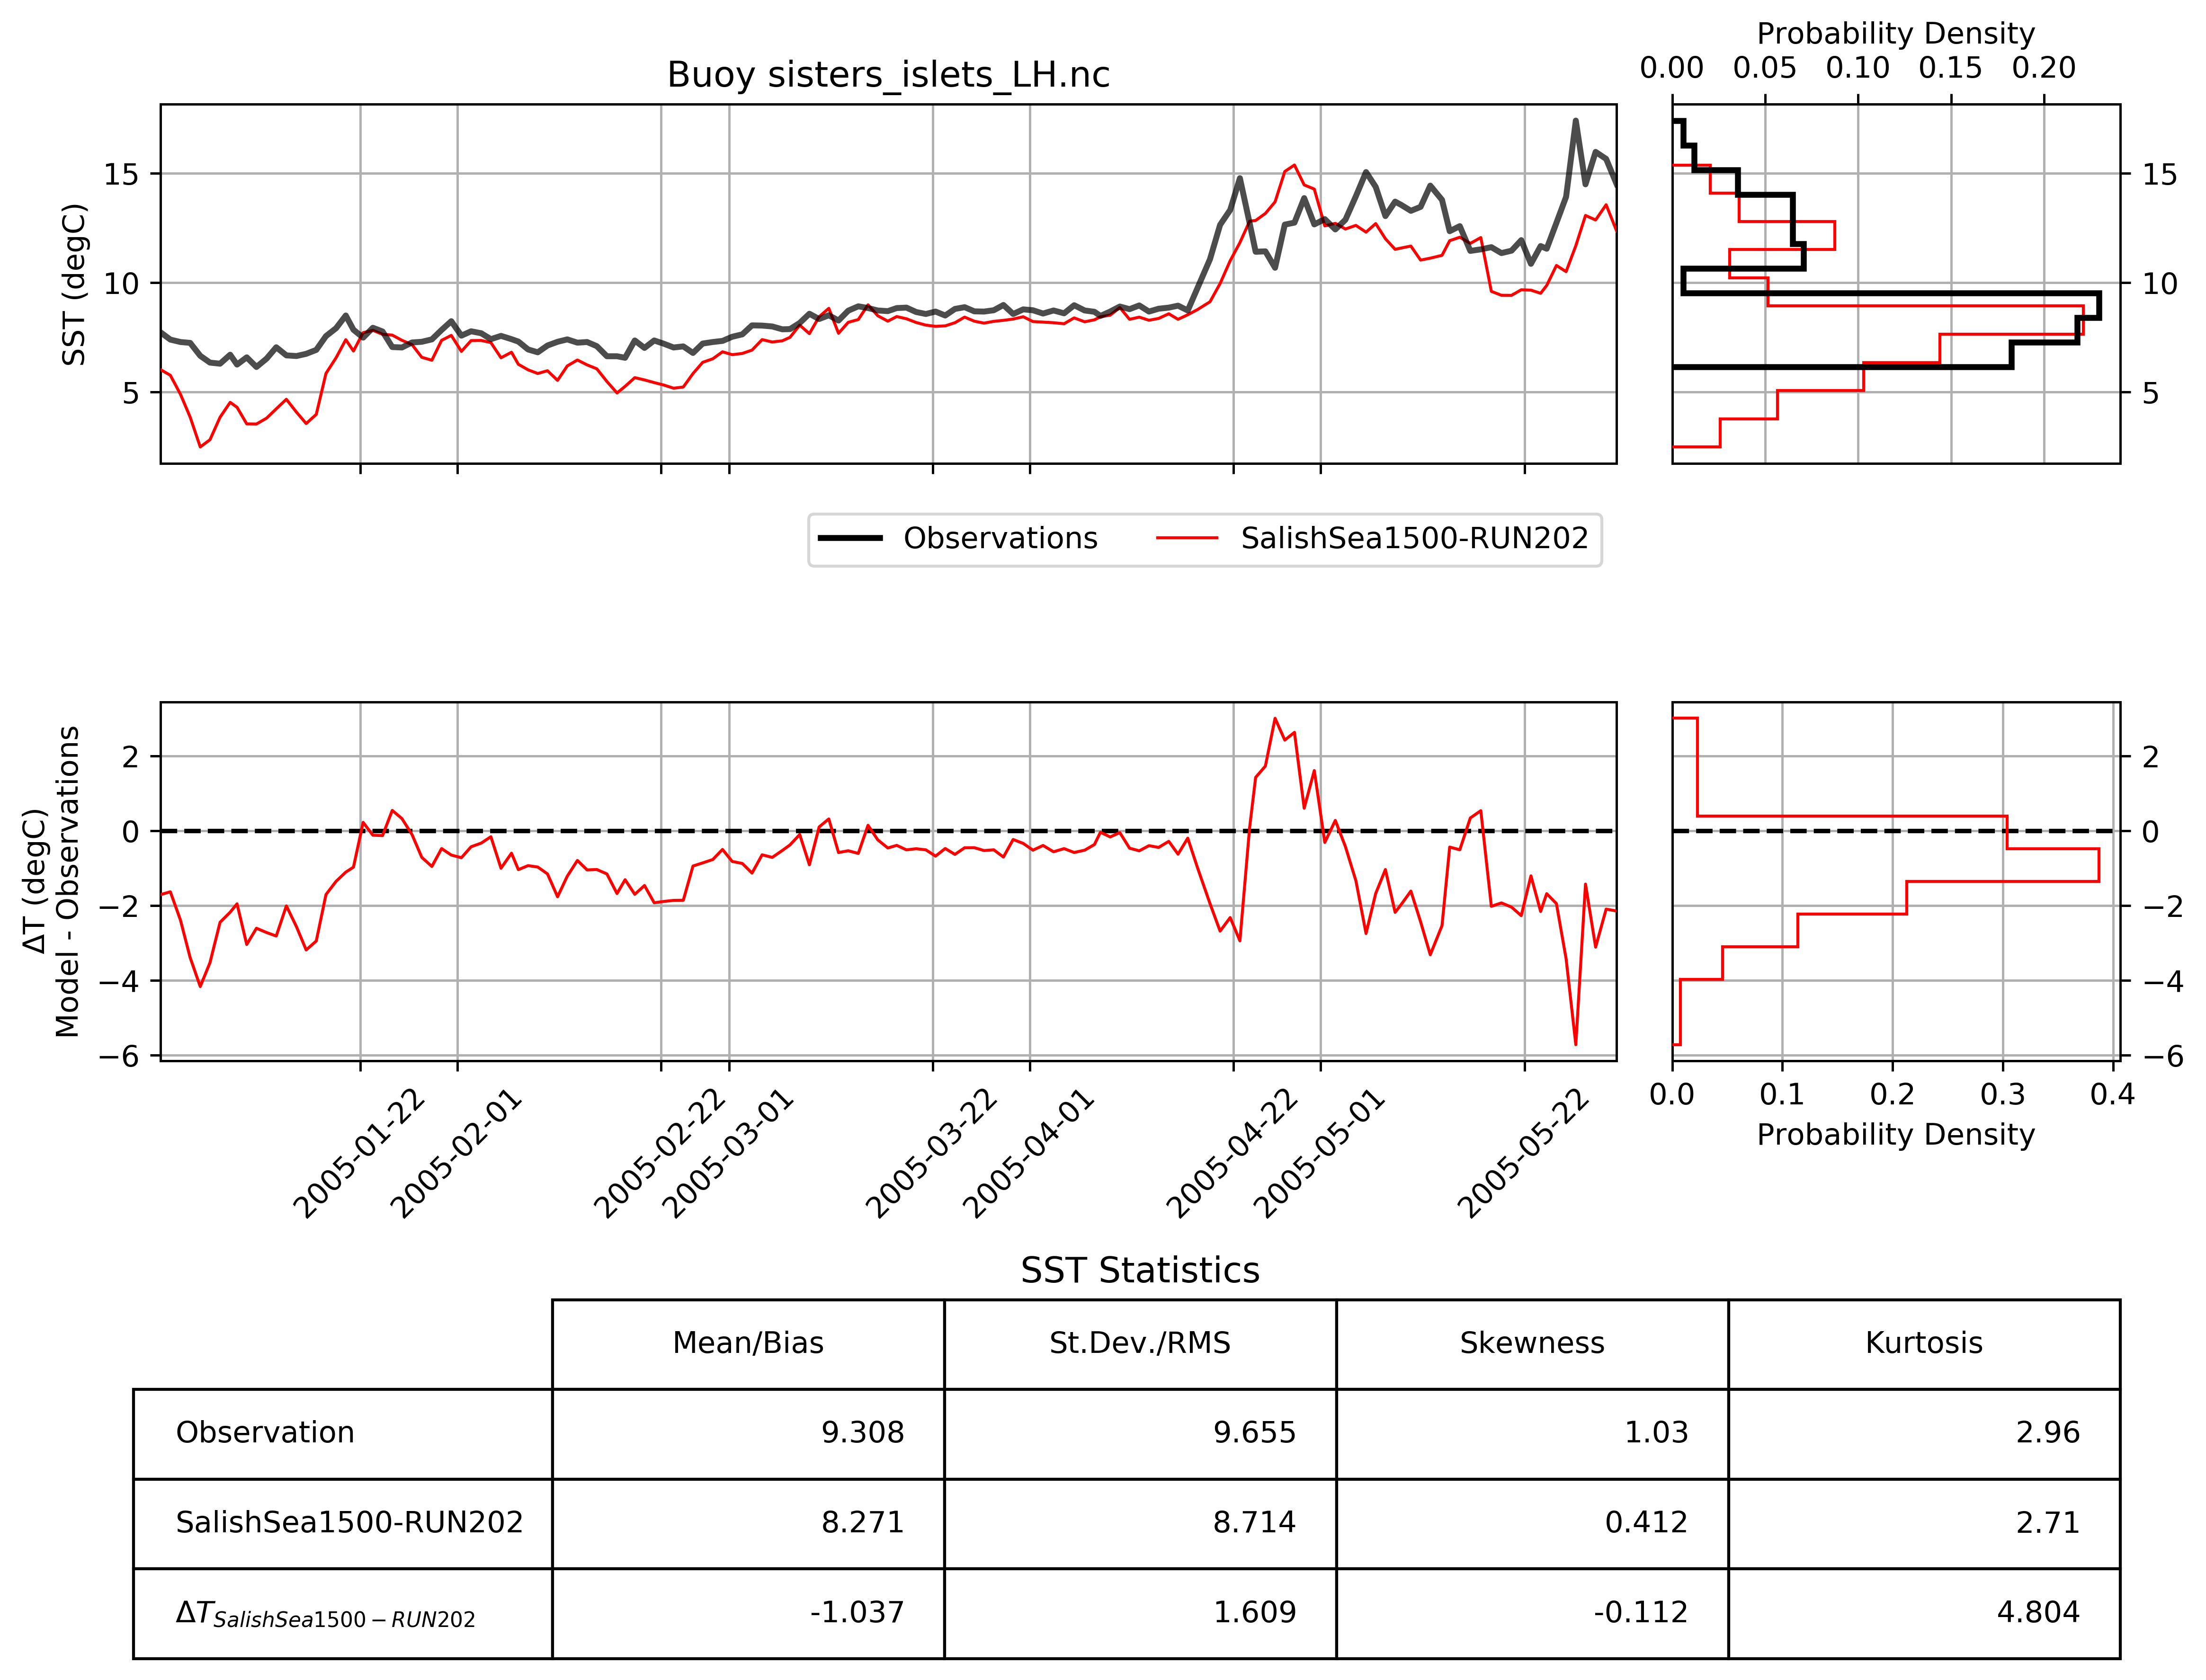 Probability Density
0.00 0.05 0.10 0.15 0.20
Buoy sisters_islets_LH.nc
SST (degC)
15
10
5
15
10
5
Observations SalishSea1500-RUN202
ΔT (degC)
Model - Observations
2
0
−2
−4
−6
2
0
−2
−4
−6
0.0 0.1 0.2 0.3 0.4
Probability Density
2005-01-22
2005-02-01
2005-02-22
2005-03-01
2005-03-22
2005-04-01
2005-04-22
2005-05-01
2005-05-22
SST Statistics
Mean/Bias St.Dev./RMS Skewness Kurtosis
Observation 9.308 9.655 1.03 2.96
SalishSea1500-RUN202 8.271 8.714 0.412 2.71
ΔT SalishSea1500−RUN202 -1.037 1.609 -0.112 4.804